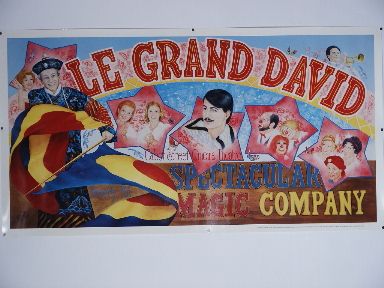 LE GRAND DAVID
SPECTACULAR
MAGIC COMPANY